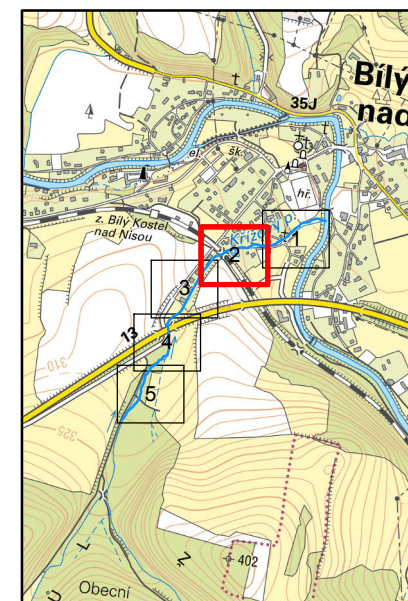 Bílý
nad
35J
el.
šk.
hř.
z. Bílý Kostel
nad Nisou
1
2
3
13
4
310
5
325
402
Obecní